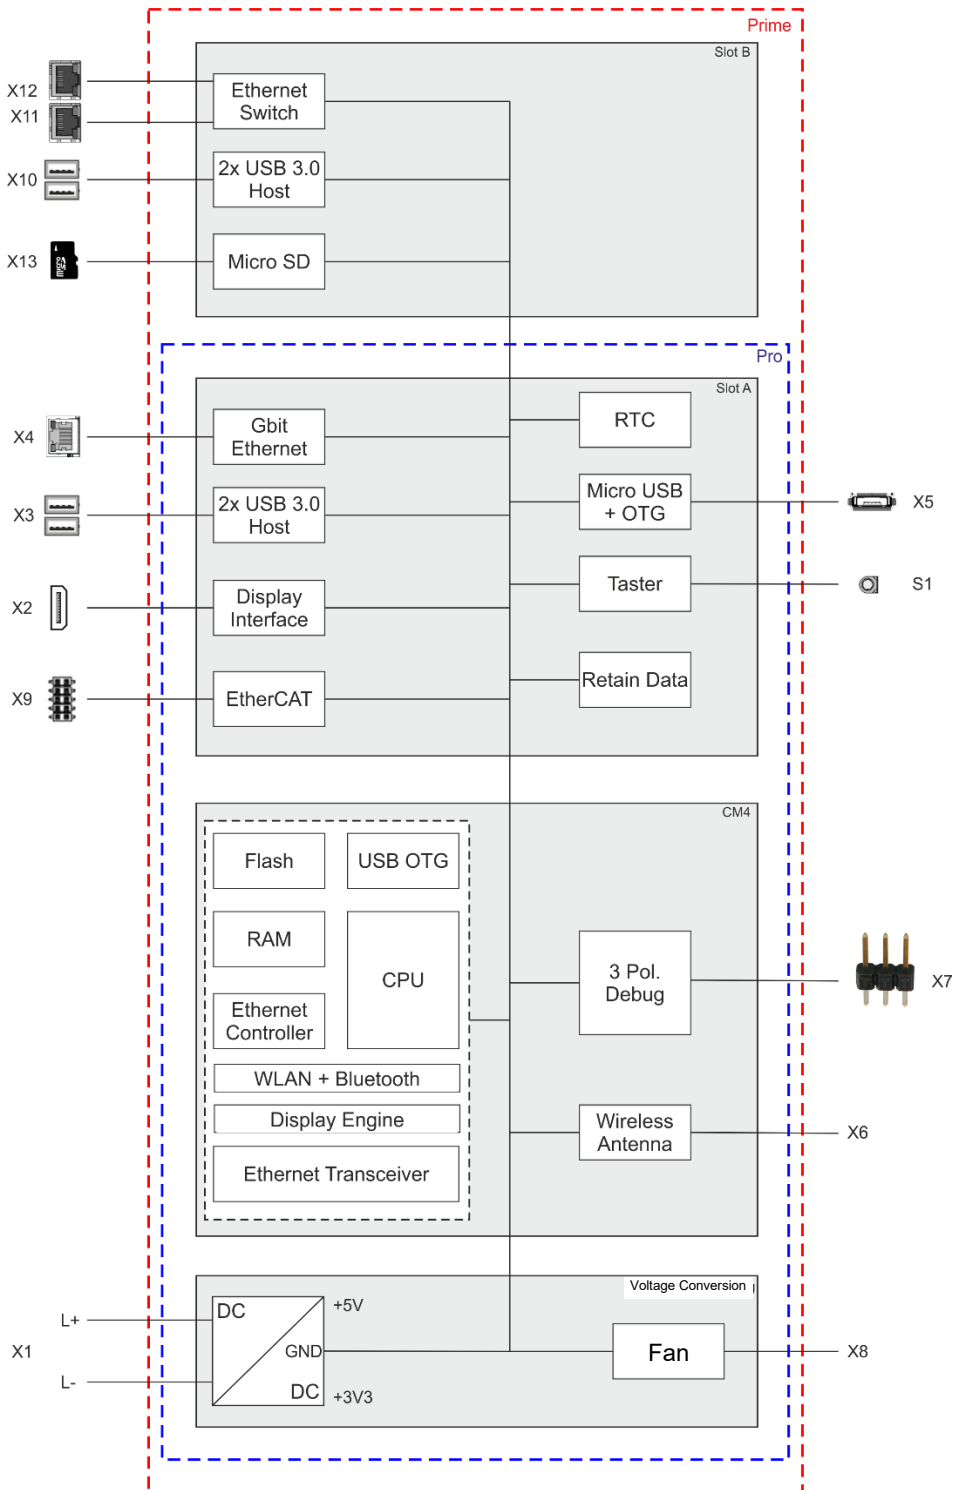 Prime
Slot B
X12
X11
Ethernet
Switch
X10
2x USB 3.0
Host
X13
Micro SD
Pro
Slot A
X4
Gbit
Ethernet
RTC
X3
2x USB 3.0
Host
Micro USB
+ OTG
X5
X2
Display
Interface
Taster
S1
X9
EtherCAT
Retain Data
CM4
Flash
USB OTG
RAM
CPU
Ethernet
Controller
3 Pol.
Debug
X7
WLAN + Bluetooth
Display Engine
Ethernet Transceiver
Wireless
Antenna
X6
Voltage Conversion
X1
L+
L-
DC
+5V
GND
DC
+3V3
Fan
X8